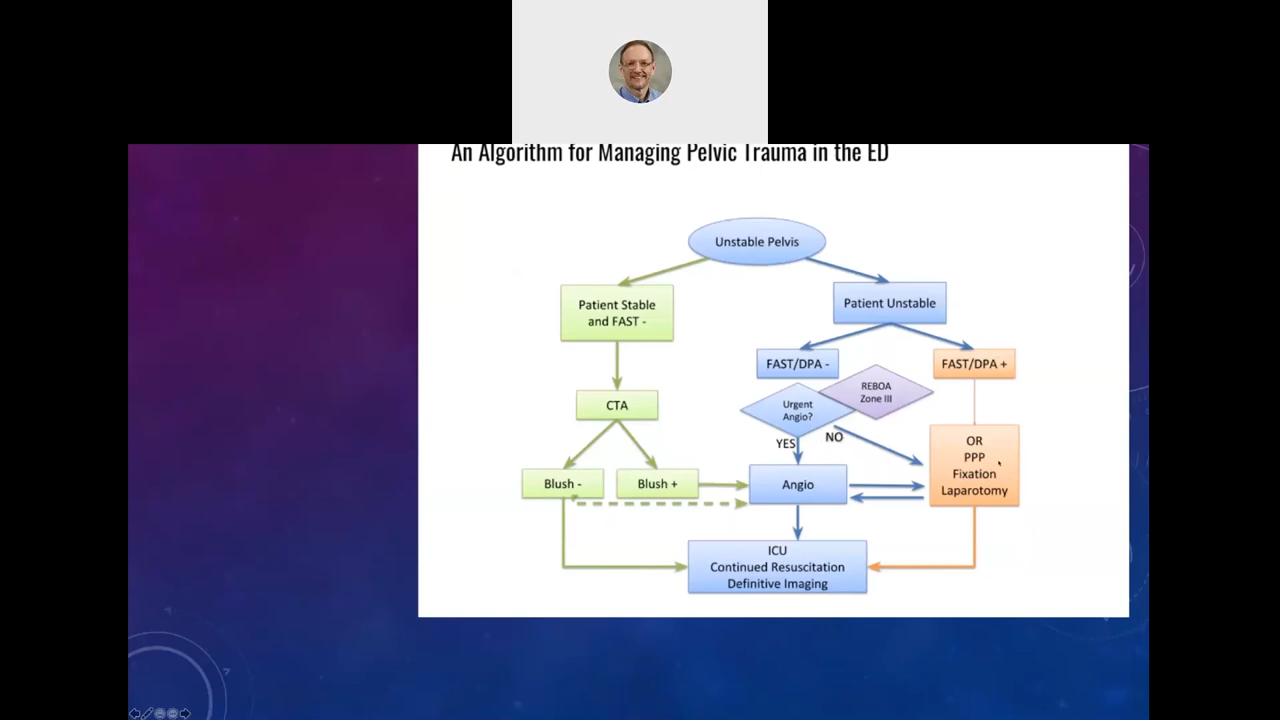 An Algorithm for Managing Pelvic Trauma in the ED
Unstable Pelvis
Patient Stable
and FAST -
Patient Unstable
FAST/DPA -
FAST/DPA +
REBOA
Zone III
Urgent
Angio?
CTA
YES
NO
OR
PPP
Fixation
Laparotomy
Blush -
Blush +
Angio
ICU
Continued Resuscitation
Definitive Imaging